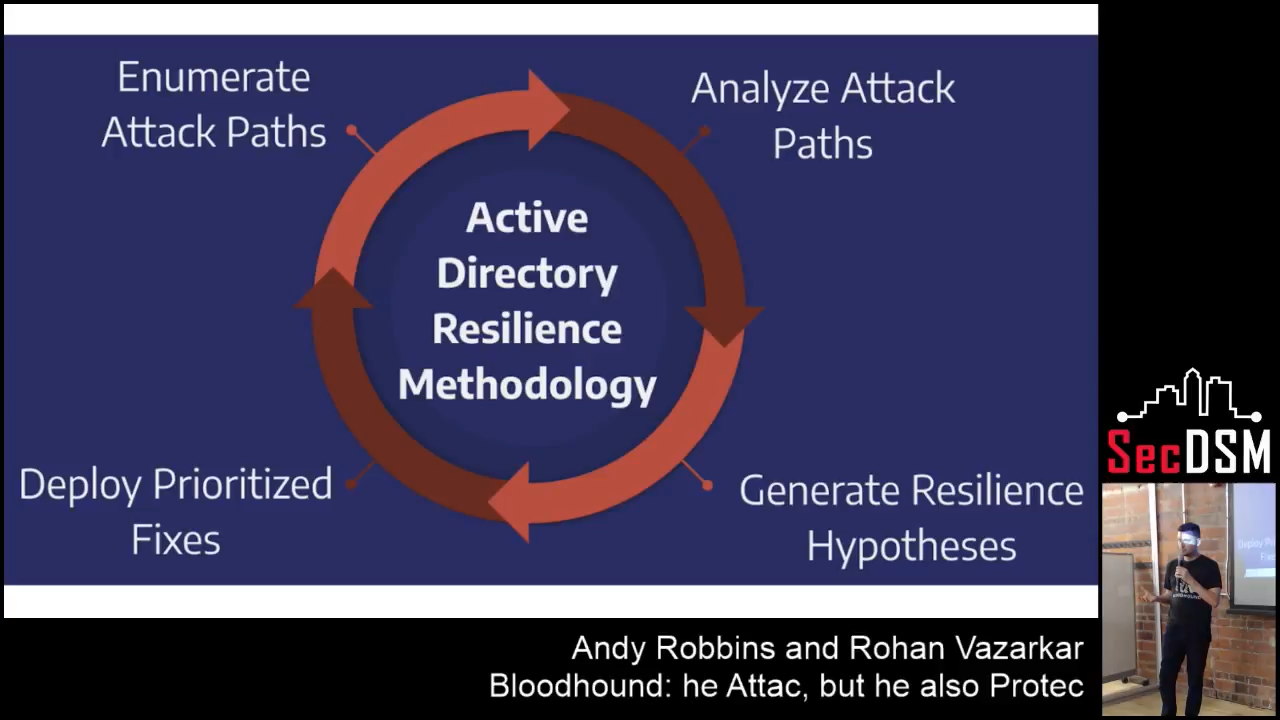 Enumerate
Attack Paths
Analyze Attack
Paths
Active
Directory
Resilience
Methodology
Deploy Prioritized
Fixes
Generate Resilience
Hypotheses
SecDSM
Andy Robbins and Rohan Vazarkar
Bloodhound: he Attac, but he also Protec